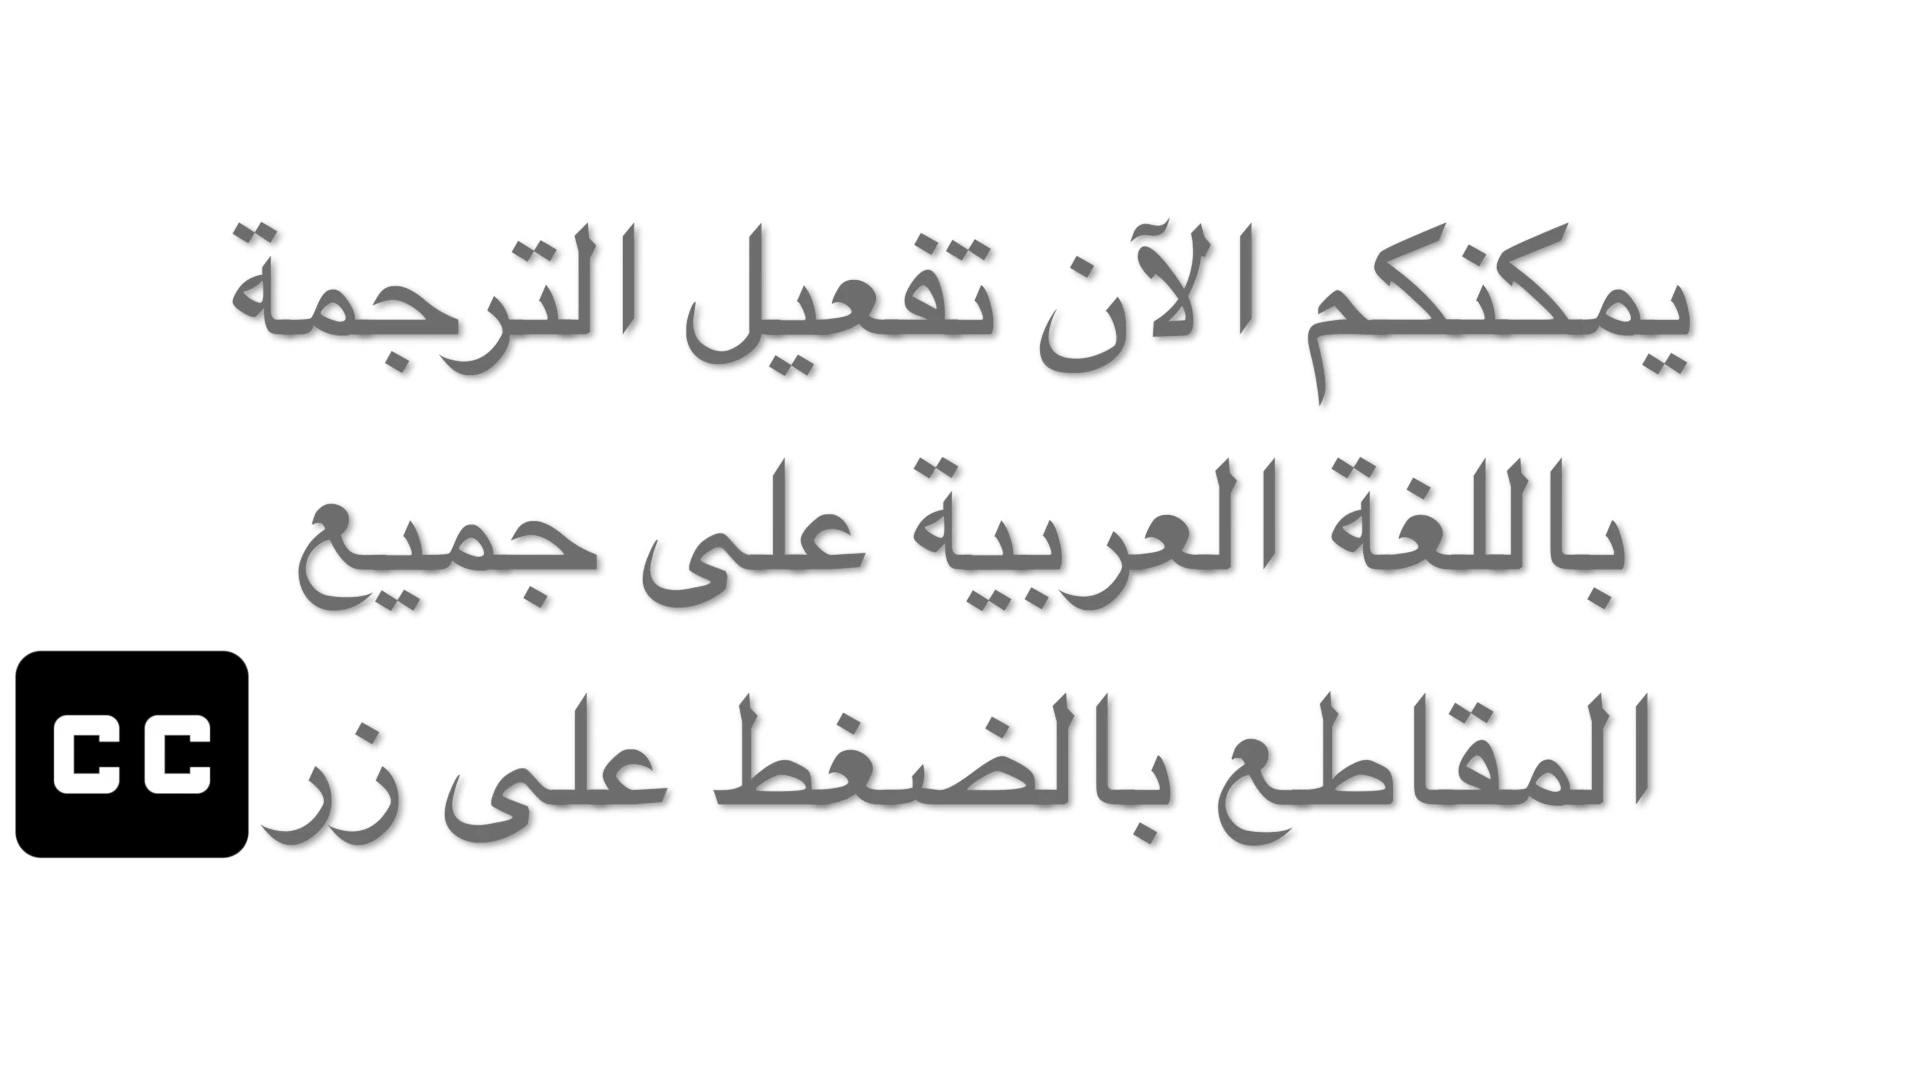 يمكنكم الآن تفعيل الترجمة
باللغة العربية على جميع
المقاطع بالضغط على زر CC